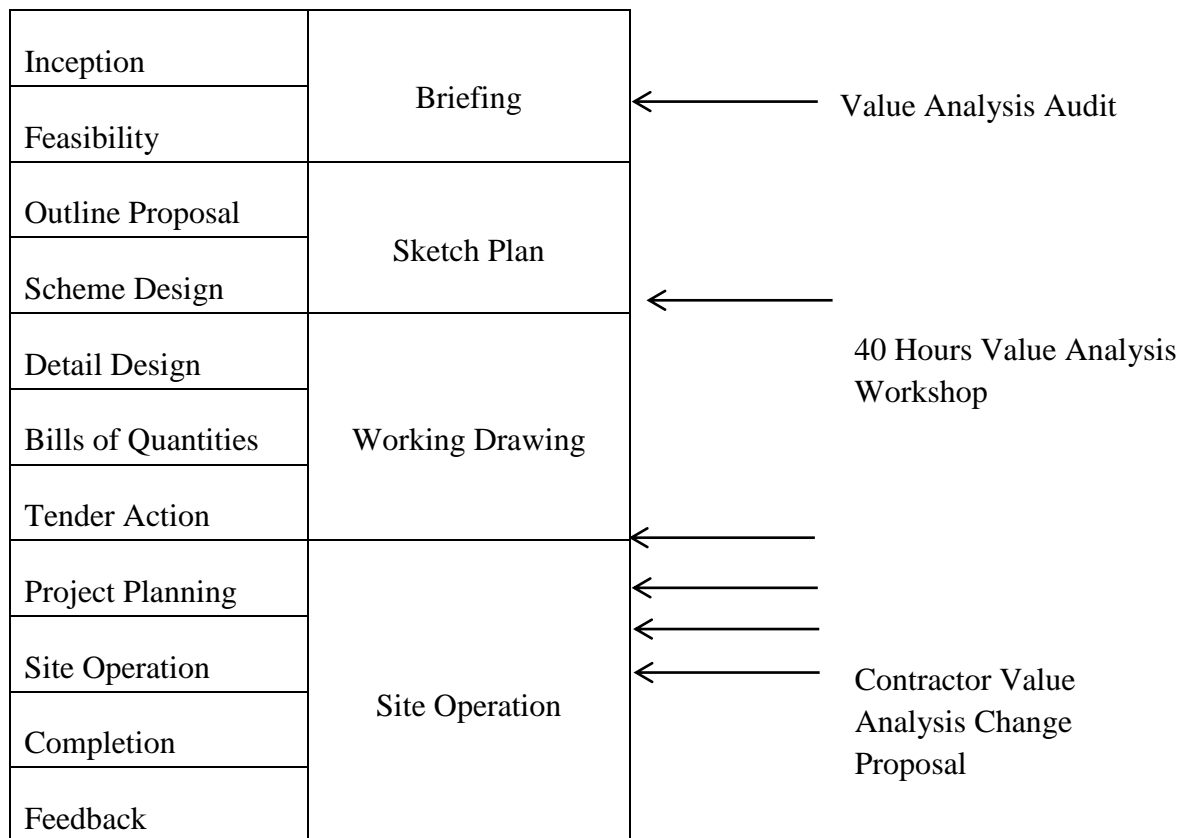 Inception
Feasibility
Briefing
Value Analysis Audit
Outline Proposal
Scheme Design
Sketch Plan
40 Hours Value Analysis
Workshop
Detail Design
Bills of Quantities
Tender Action
Working Drawing
Project Planning
Site Operation
Completion
Feedback
Site Operation
Contractor Value
Analysis Change
Proposal